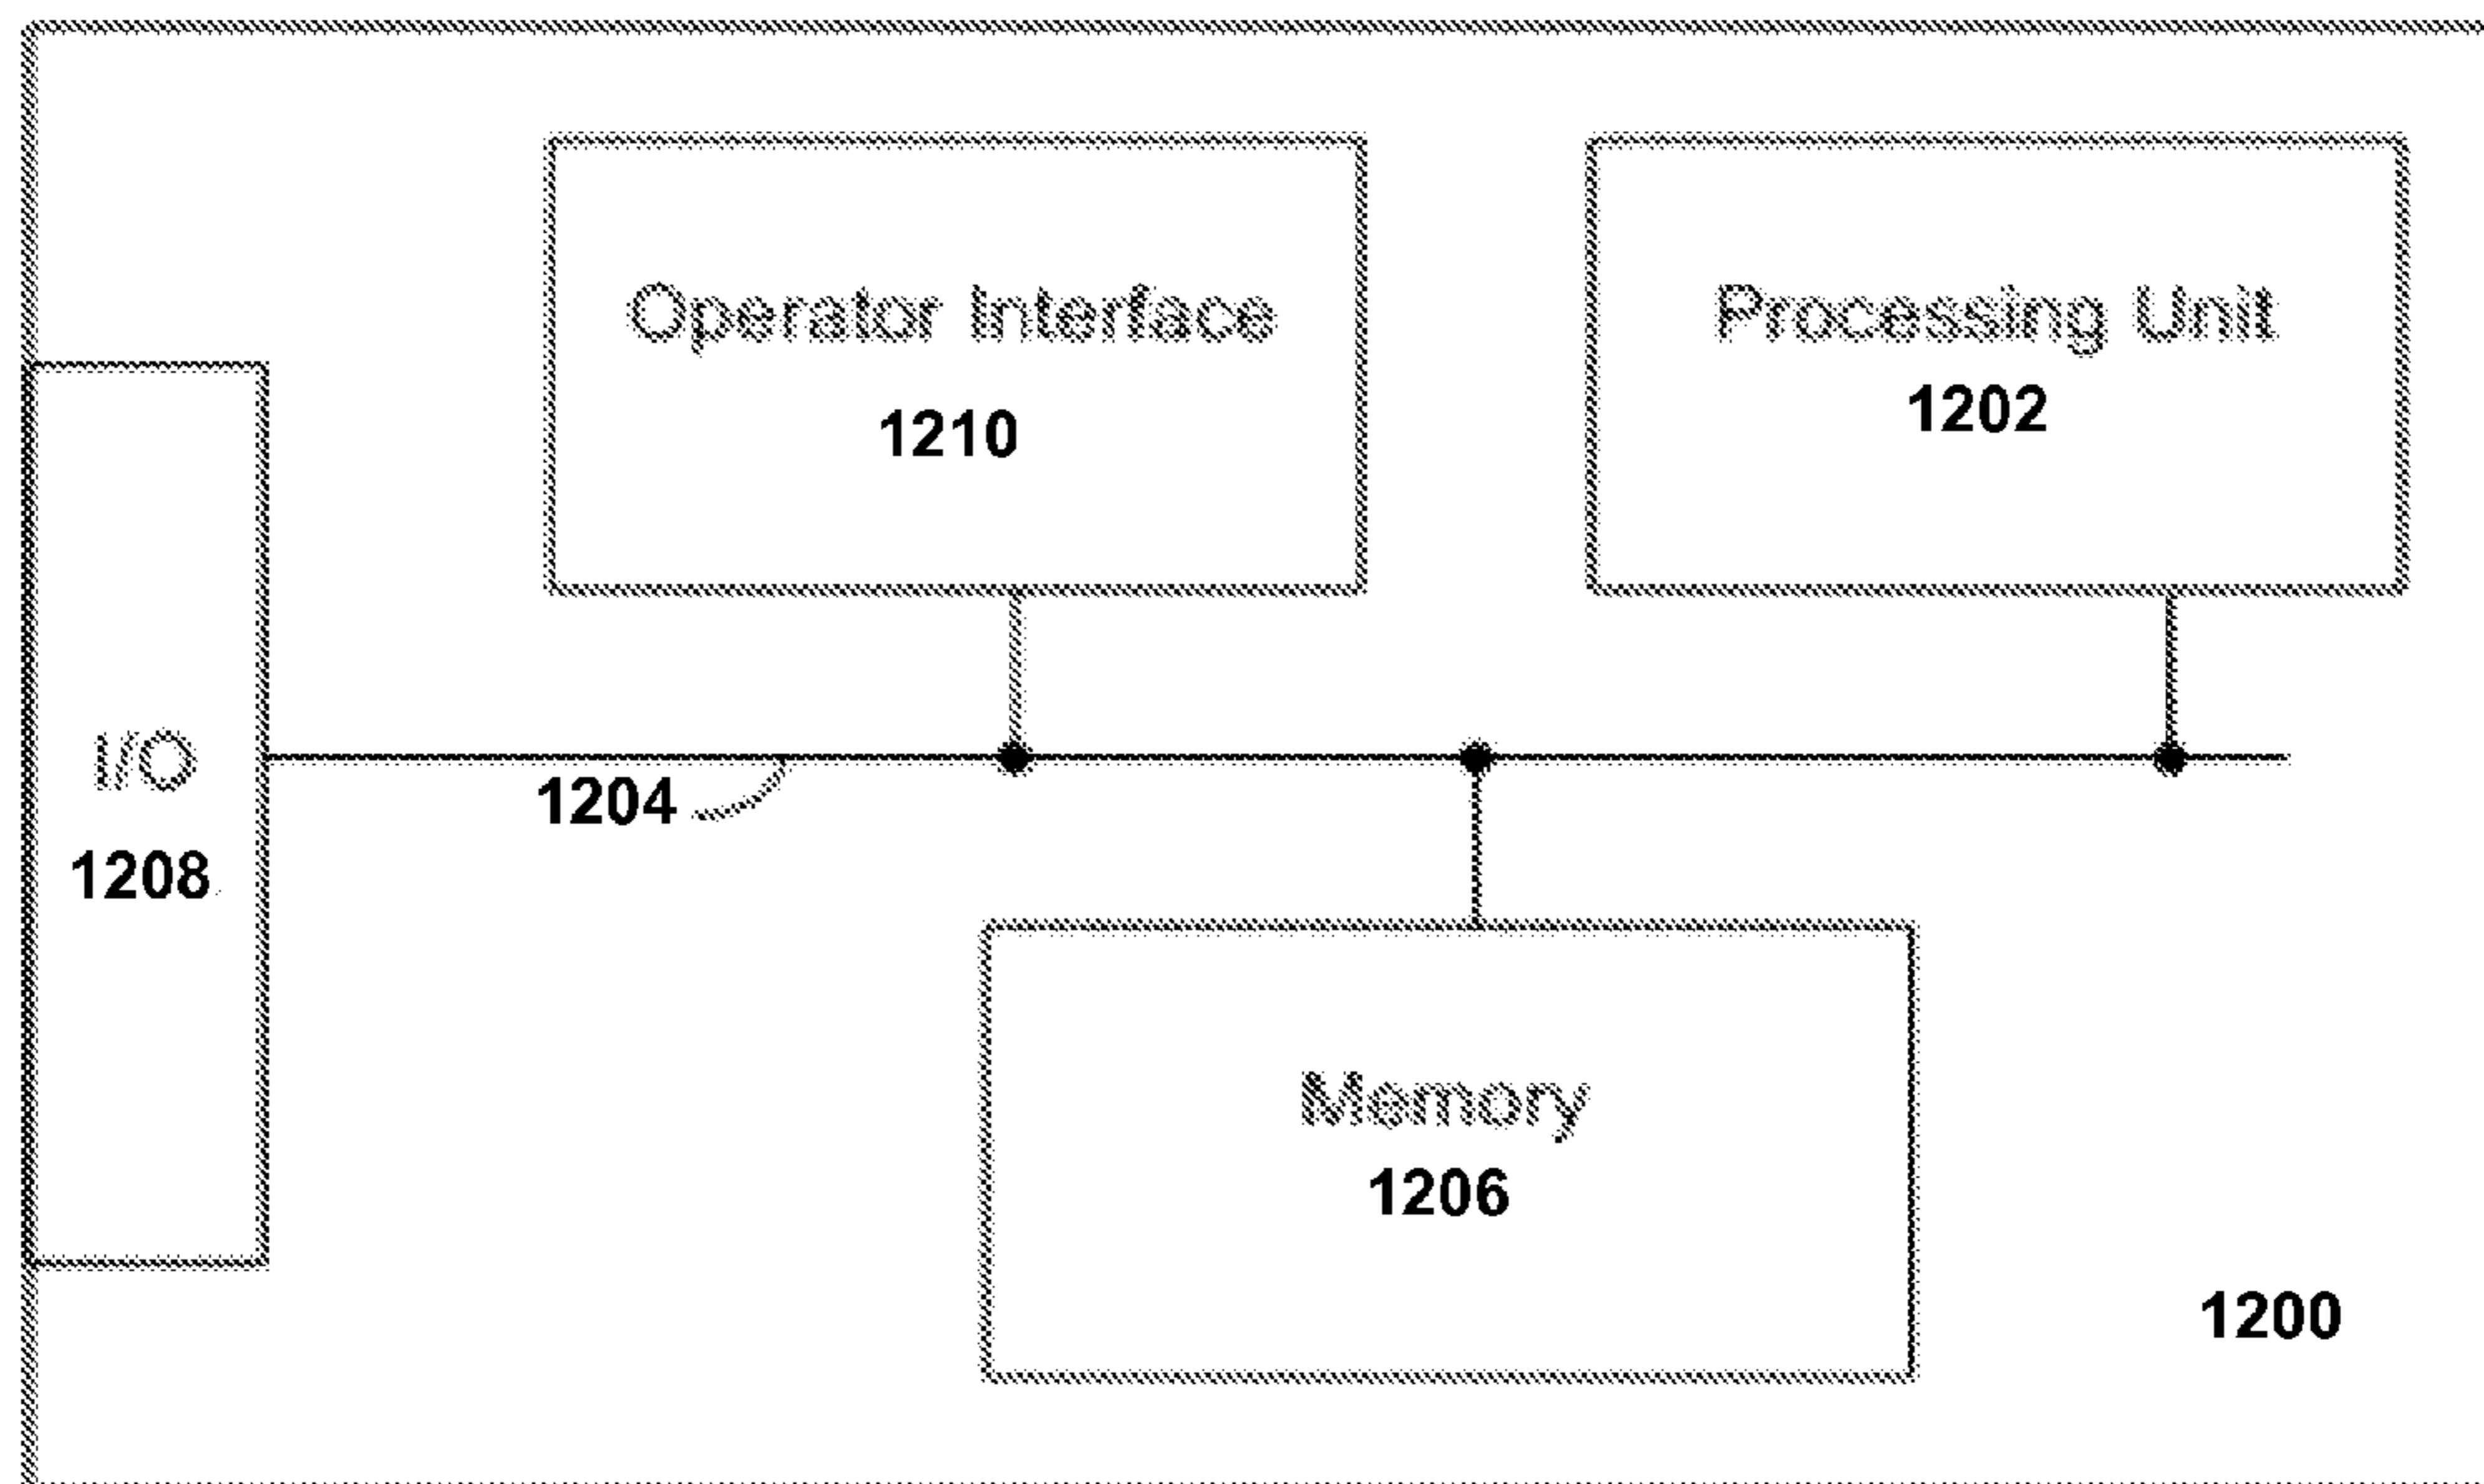 Operator Interface
1210
Processing Unit
1202
I/O
1208
1204
Memory
1206
1200